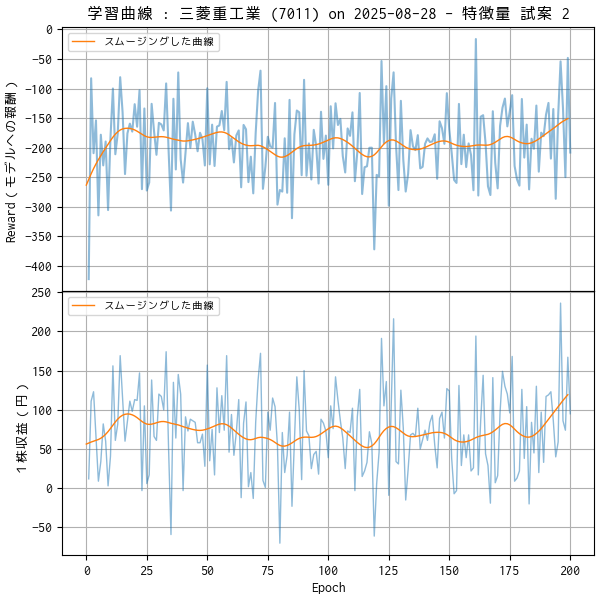 学習曲線 : 三菱重工業 (7011) on 2025-08-28 - 特徴量 試案 2
0
−50
−100
−150
−200
−250
−300
−350
−400
Reward ( モデルへの報酬 )
スムージングした曲線
250
200
150
100
50
0
−50
1株収益 ( 円 )
スムージングした曲線
0 25 50 75 100 125 150 175 200
Epoch